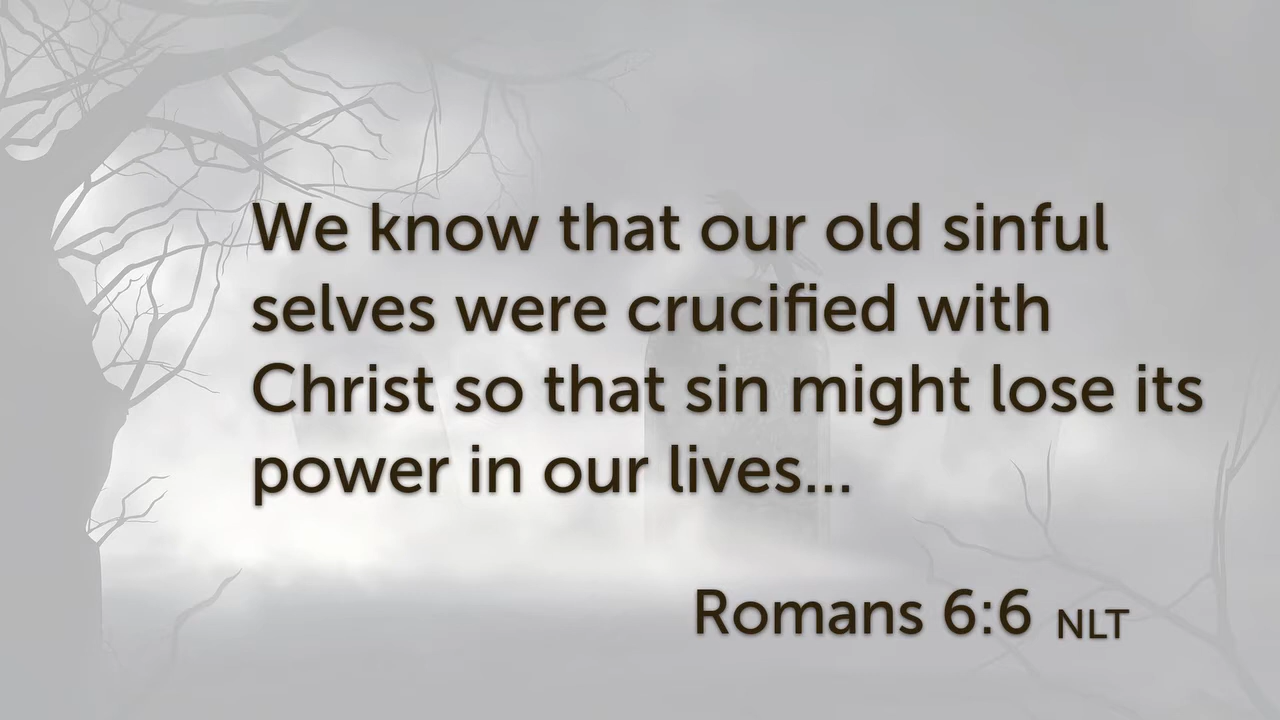 We know that our old sinful
selves were crucified with
Christ so that sin might lose its
power in our lives...
Romans 6:6 NLT